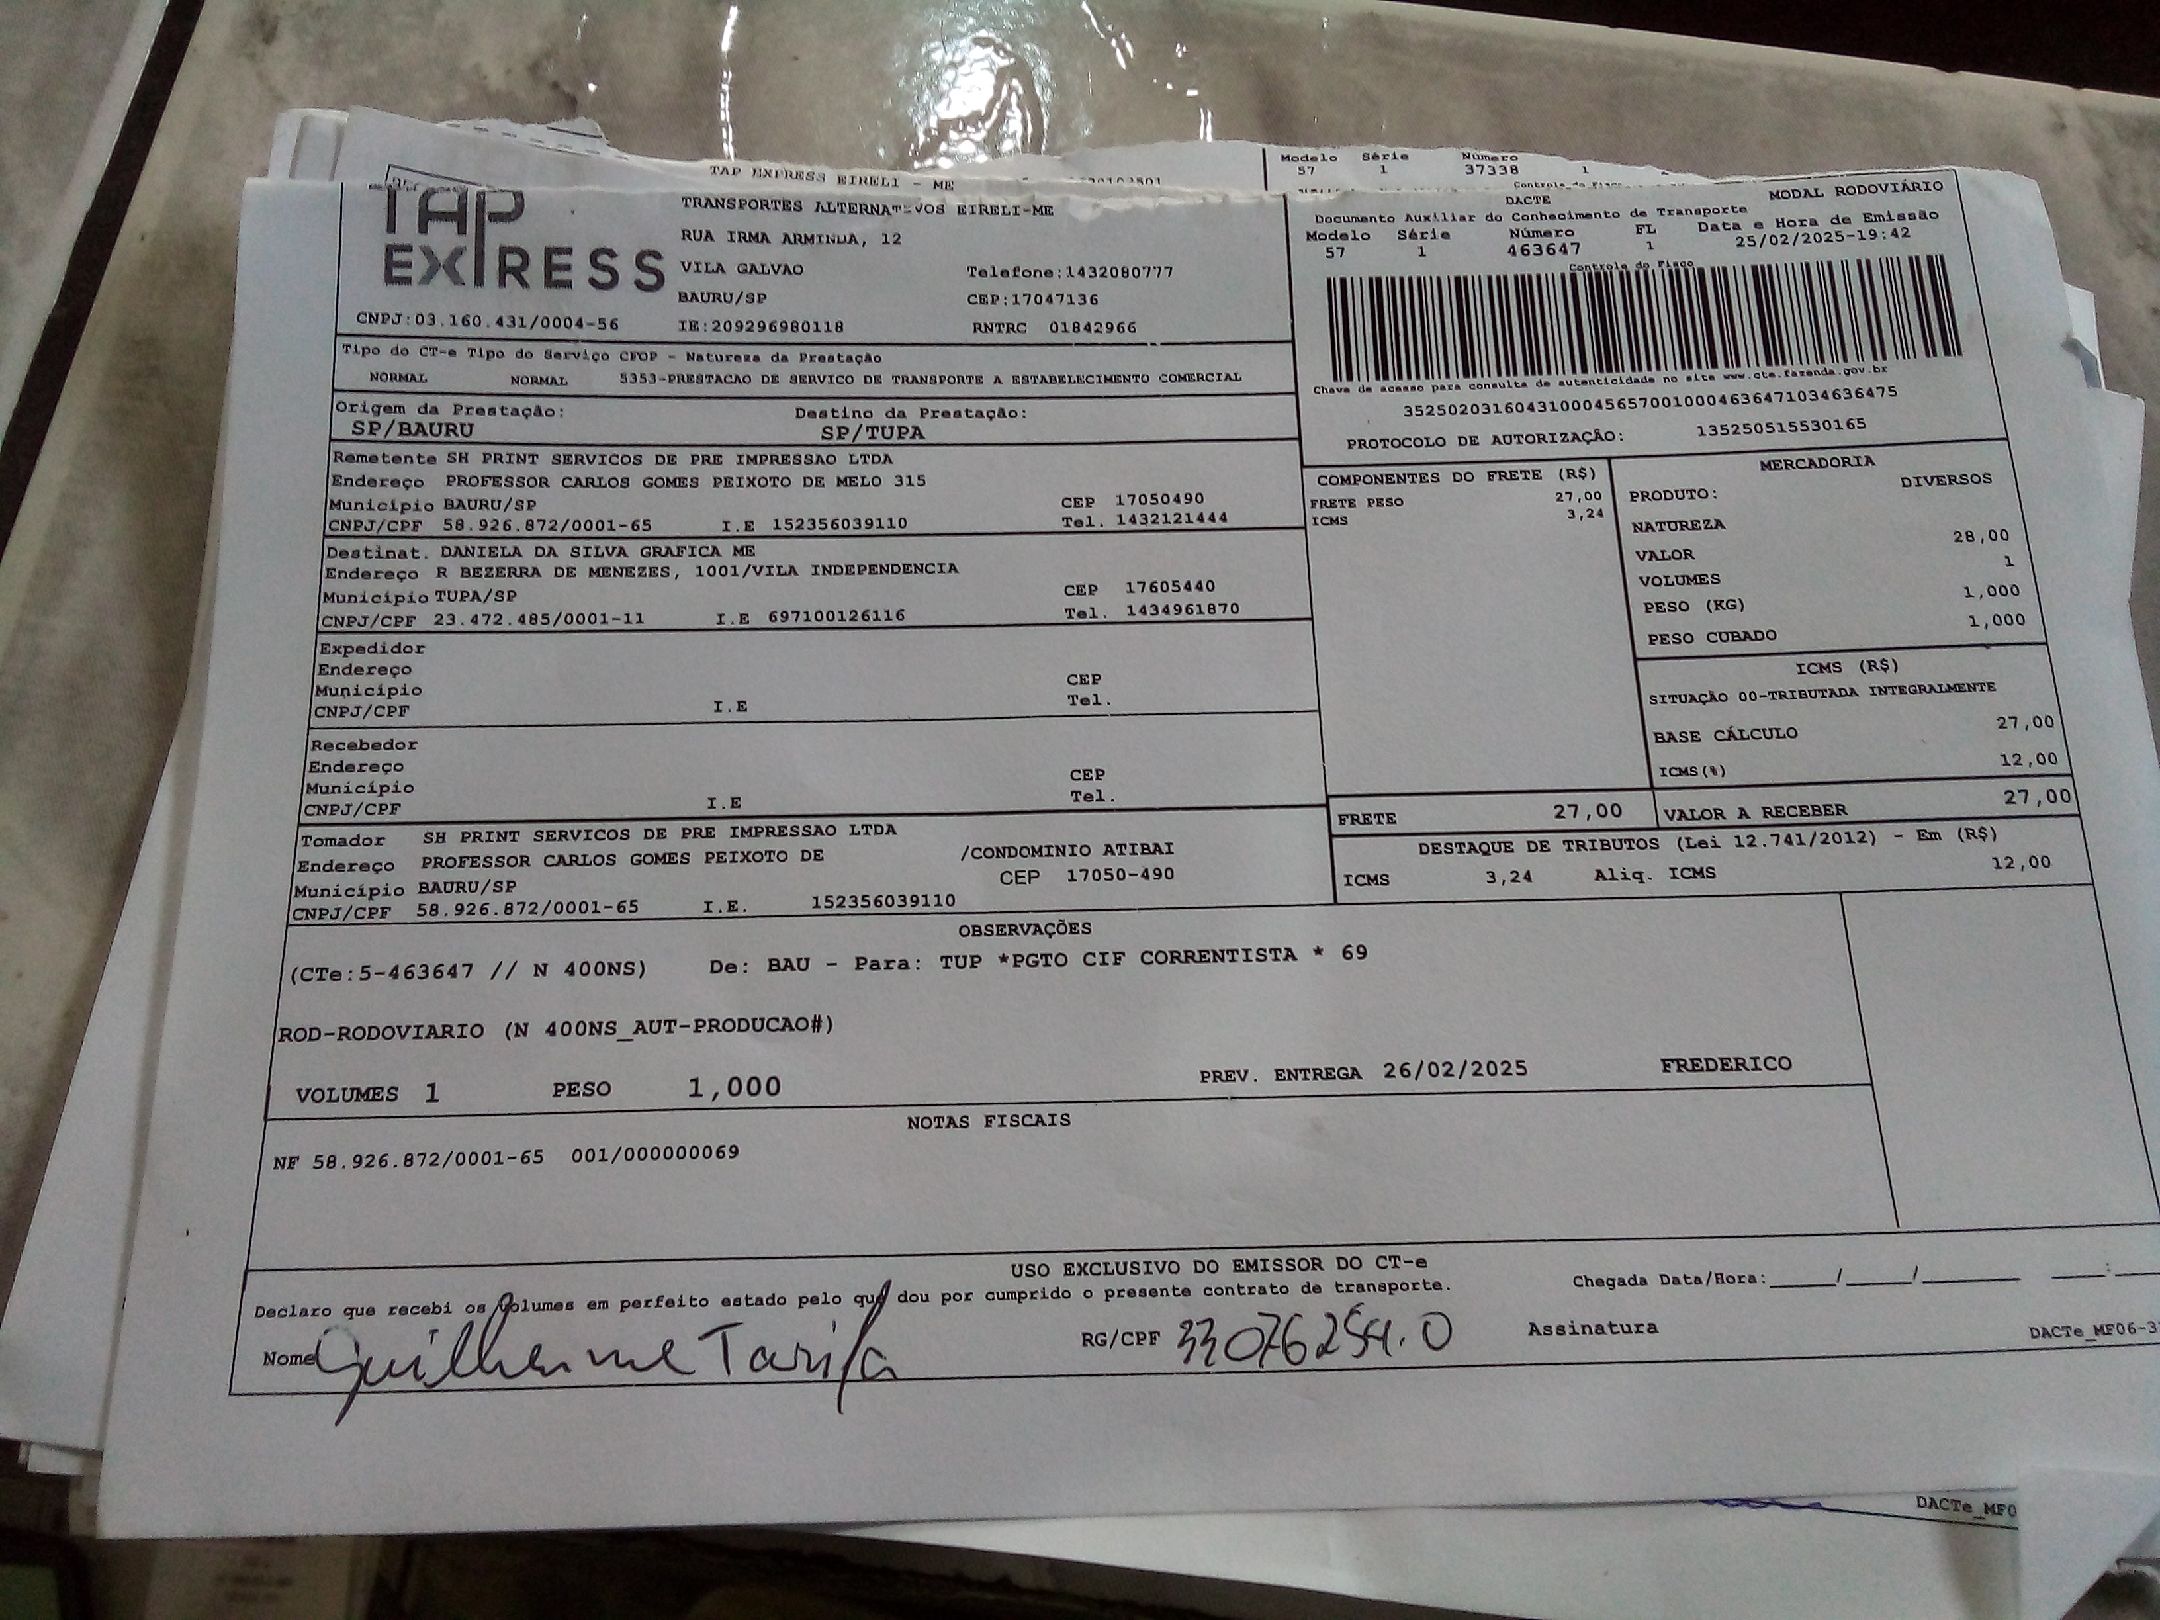 TAP EXPRESS EIRELI - ME
Modelo Série Número
57 1 37338 1
TAP EXPRESS
TRANSPORTES ALTERNATIVOS EIRELI-ME
RUA IRMA ARMINDA, 12
VILA GALVAO Telefone:1432080777
BAURU/SP CEP:17047136
CNPJ:03.160.431/0004-56 IE:209296980118 RNTRC 01842966
DACTE MODAL RODOVIÁRIO
Documento Auxiliar do Conhecimento de Transporte
Modelo Série Número FL Data e Hora de Emissão
57 1 463647 1 25/02/2025-19:42
Controle do Fisco
Chave de acesso para consulta de autenticidade no site www.cte.fazenda.gov.br
35250203160431000456570010004636471034636475
PROTOCOLO DE AUTORIZAÇÃO: 135250515530165
Tipo do CT-e Tipo do Serviço CFOP - Natureza da Prestação
NORMAL NORMAL 5353-PRESTACAO DE SERVICO DE TRANSPORTE A ESTABELECIMENTO COMERCIAL
Origem da Prestação: Destino da Prestação:
SP/BAURU SP/TUPA
Remetente SH PRINT SERVICOS DE PRE IMPRESSAO LTDA
Endereço PROFESSOR CARLOS GOMES PEIXOTO DE MELO 315
Município BAURU/SP CEP 17050490
CNPJ/CPF 58.926.872/0001-65 I.E 152356039110 Tel. 1432121444
Destinat. DANIELA DA SILVA GRAFICA ME
Endereço R BEZERRA DE MENEZES, 1001/VILA INDEPENDENCIA
Município TUPA/SP CEP 17605440
CNPJ/CPF 23.472.485/0001-11 I.E 697100126116 Tel. 1434961870
Expedidor
Endereço
Município CEP
CNPJ/CPF I.E Tel.
Recebedor
Endereço
Município CEP
CNPJ/CPF I.E Tel.
Tomador SH PRINT SERVICOS DE PRE IMPRESSAO LTDA
Endereço PROFESSOR CARLOS GOMES PEIXOTO DE /CONDOMINIO ATIBAI
Município BAURU/SP CEP 17050-490
CNPJ/CPF 58.926.872/0001-65 I.E. 152356039110
COMPONENTES DO FRETE (R$)
FRETE PESO 27,00
ICMS 3,24
MERCADORIA
PRODUTO: DIVERSOS
NATUREZA
VALOR 28,00
VOLUMES 1
PESO (KG) 1,000
PESO CUBADO 1,000
ICMS (R$)
SITUAÇÃO 00-TRIBUTADA INTEGRALMENTE
BASE CÁLCULO 27,00
ICMS(%) 12,00
FRETE 27,00 VALOR A RECEBER 27,00
DESTAQUE DE TRIBUTOS (Lei 12.741/2012) - Em (R$)
ICMS 3,24 Aliq. ICMS 12,00
OBSERVAÇÕES
(CTe:5-463647 // N 400NS) De: BAU - Para: TUP *PGTO CIF CORRENTISTA * 69
ROD-RODOVIARIO (N 400NS_AUT-PRODUCAO#)
VOLUMES 1 PESO 1,000 PREV. ENTREGA 26/02/2025 FREDERICO
NOTAS FISCAIS
NF 58.926.872/0001-65 001/000000069
USO EXCLUSIVO DO EMISSOR DO CT-e
Declaro que recebi os volumes em perfeito estado pelo que dou por cumprido o presente contrato de transporte. Chegada Data/Hora:____/____/______ ___:___
Nome Guilherme Tarifa RG/CPF 33076254.0 Assinatura
DACTe_MF06-3
DACTe_MF0